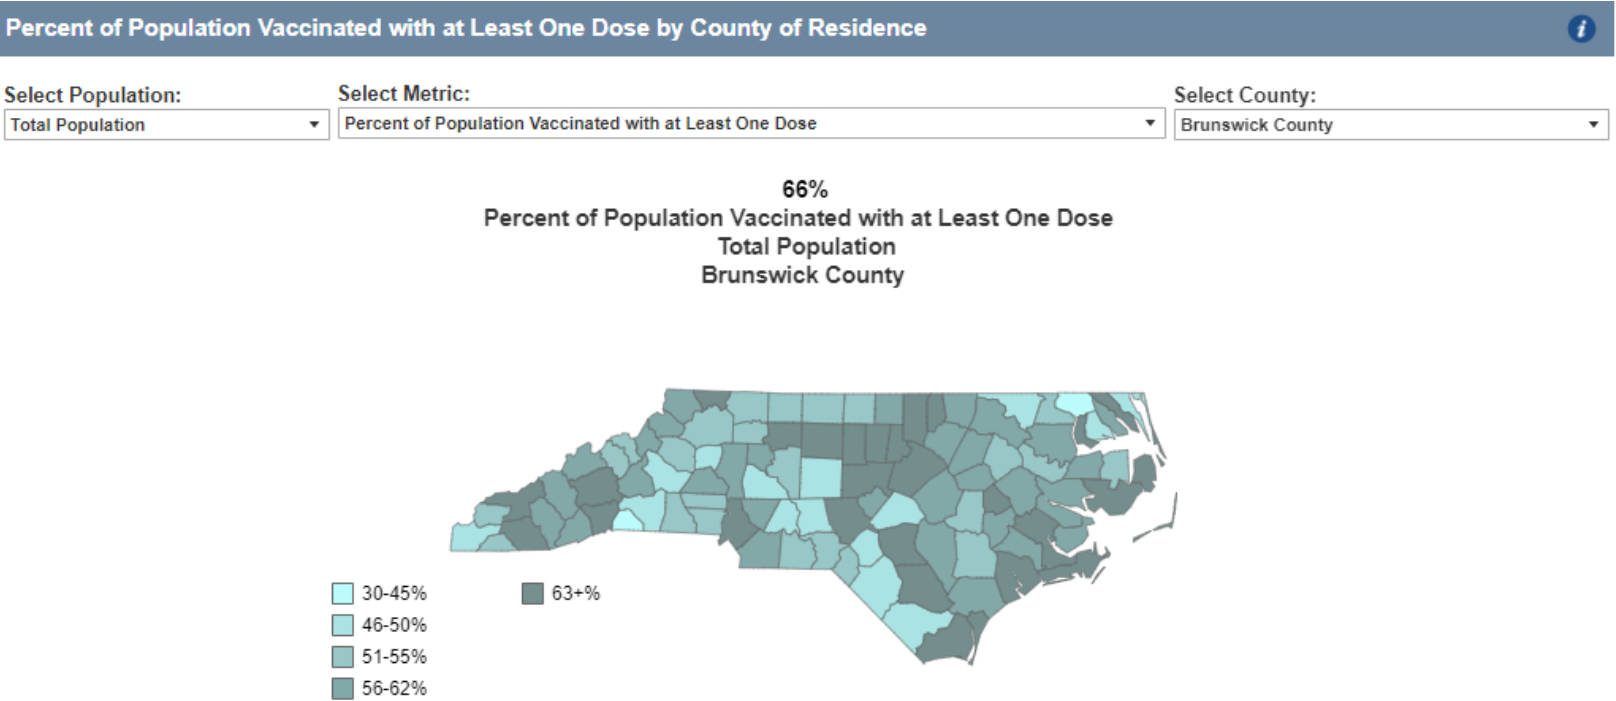 Percent of Population Vaccinated with at Least One Dose by County of Residence
i
Select Population:
Total Population
Select Metric:
Percent of Population Vaccinated with at Least One Dose
Select County:
Brunswick County
66%
Percent of Population Vaccinated with at Least One Dose
Total Population
Brunswick County
30-45%
46-50%
51-55%
56-62%
63+%